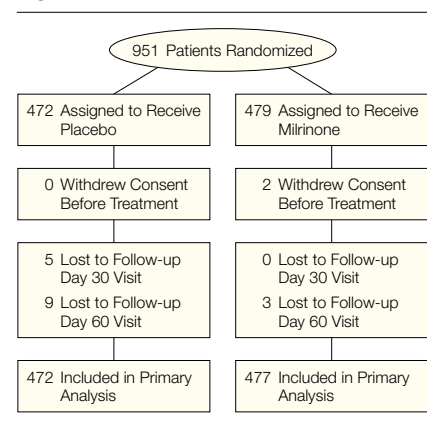 951 Patients Randomized
472 Assigned to Receive
Placebo
0 Withdrew Consent
Before Treatment
5 Lost to Follow-up
Day 30 Visit
9 Lost to Follow-up
Day 60 Visit
472 Included in Primary
Analysis
479 Assigned to Receive
Milrinone
2 Withdrew Consent
Before Treatment
0 Lost to Follow-up
Day 30 Visit
3 Lost to Follow-up
Day 60 Visit
477 Included in Primary
Analysis